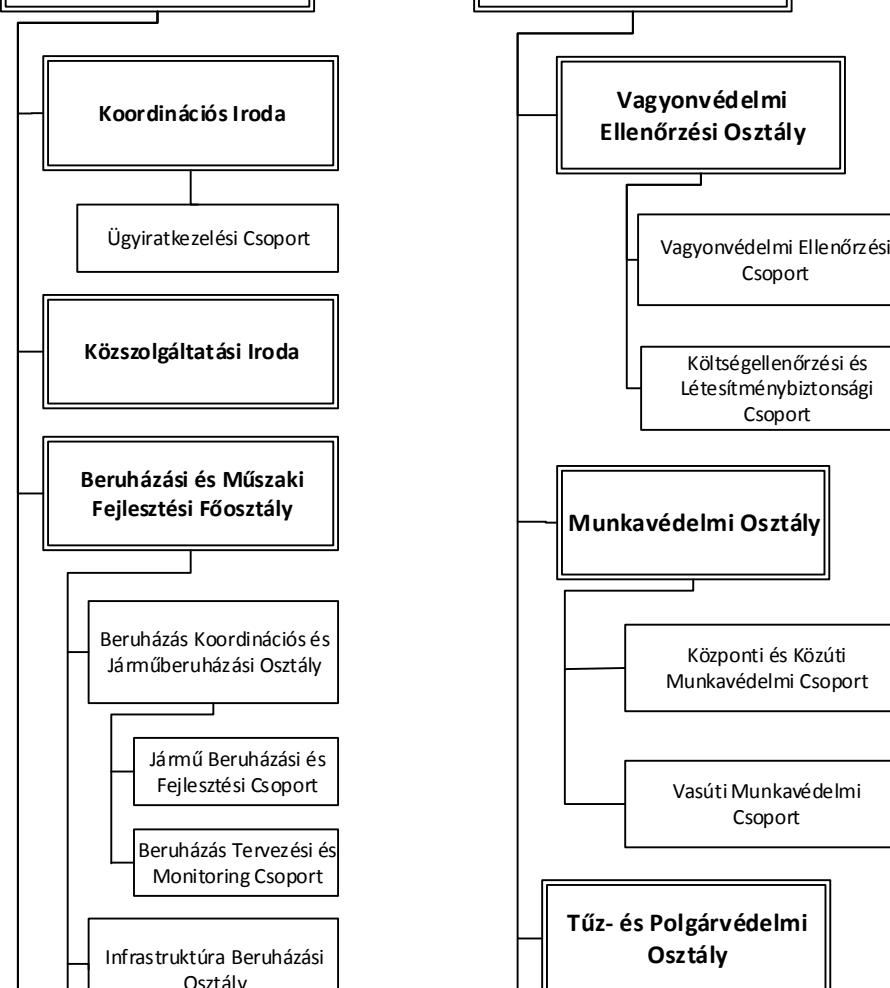 Koordinációs Iroda
Ügyiratkezelési Csoport
Közszolgáltatási Iroda
Beruházási és Műszaki
Fejlesztési Főosztály
Beruházás Koordinációs és
Járműberuházási Osztály
Jármű Beruházási és
Fejlesztési Csoport
Beruházás Tervezési és
Monitoring Csoport
Infrastruktúra Beruházási
Osztály
Vagyonvédelmi
Ellenőrzési Osztály
Vagyonvédelmi Ellenőrzési
Csoport
Költségellenőrzési és
Létesítménybiztonsági
Csoport
Munkavédelmi Osztály
Központi és Közúti
Munkavédelmi Csoport
Vasúti Munkavédelmi
Csoport
Tűz- és Polgárvédelmi
Osztály